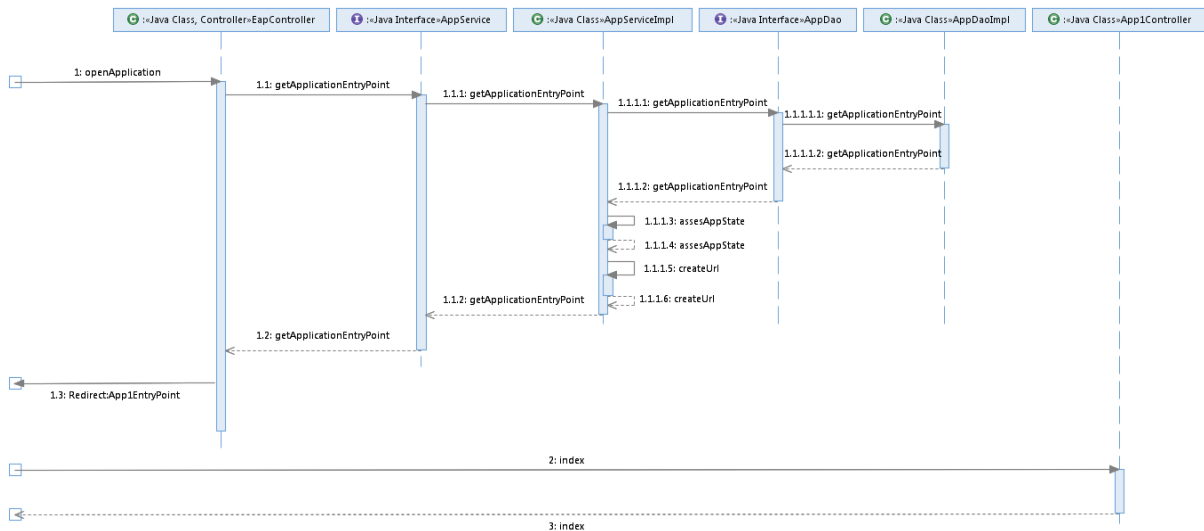 C :«Java Class, Controller»EapController
I :«Java Interface»AppService
C :«Java Class»AppServiceImpl
I :«Java Interface»AppDao
C :«Java Class»AppDaoImpl
C :«Java Class»App1Controller
1: openApplication
1.1: getApplicationEntryPoint
1.1.1: getApplicationEntryPoint
1.1.1.1: getApplicationEntryPoint
1.1.1.1.1: getApplicationEntryPoint
1.1.1.1.2: getApplicationEntryPoint
1.1.1.2: getApplicationEntryPoint
1.1.1.3: assesAppState
1.1.1.4: assesAppState
1.1.1.5: createUrl
1.1.1.6: createUrl
1.1.2: getApplicationEntryPoint
1.2: getApplicationEntryPoint
1.3: Redirect:App1EntryPoint
2: index
3: index